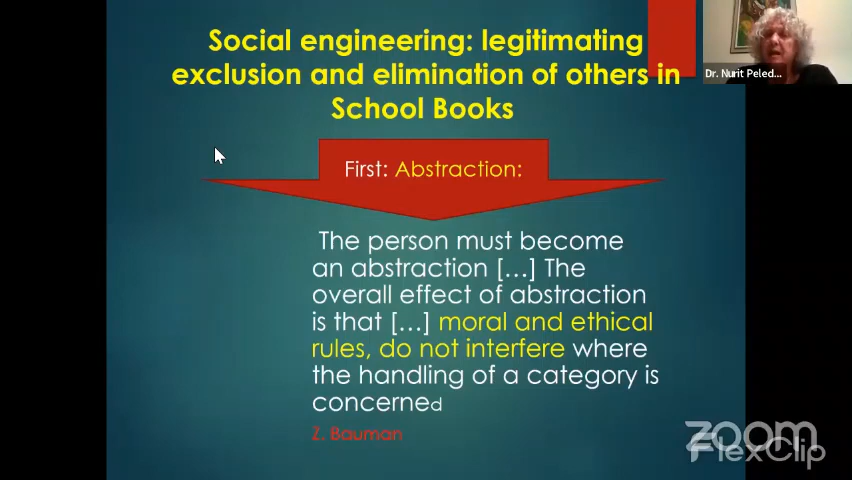 Social engineering: legitimating
exclusion and elimination of others in
School Books
Dr. Nurit Peled...
First: Abstraction:
The person must become
an abstraction [...] The
overall effect of abstraction
is that [...] moral and ethical
rules, do not interfere where
the handling of a category is
concerned
Z. Bauman
zoom
FlexClip